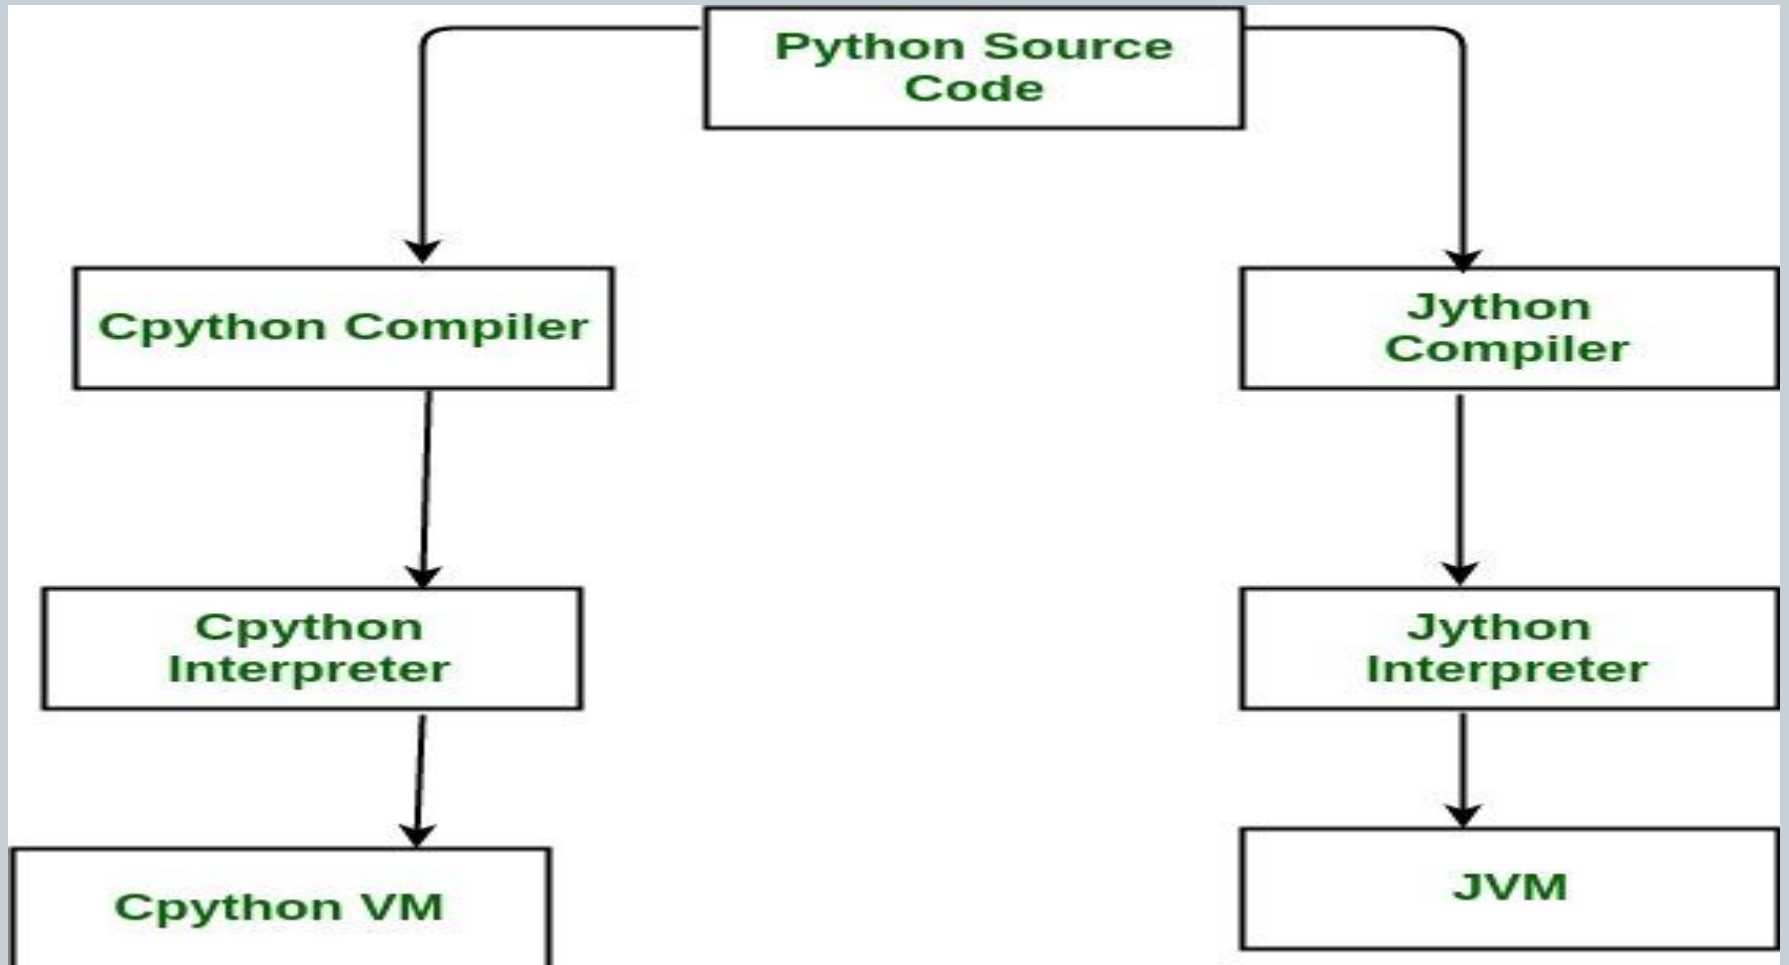 Python Source
Code
Cpython Compiler
Jython
Compiler
Cpython
Interpreter
Jython
Interpreter
Cpython VM
JVM